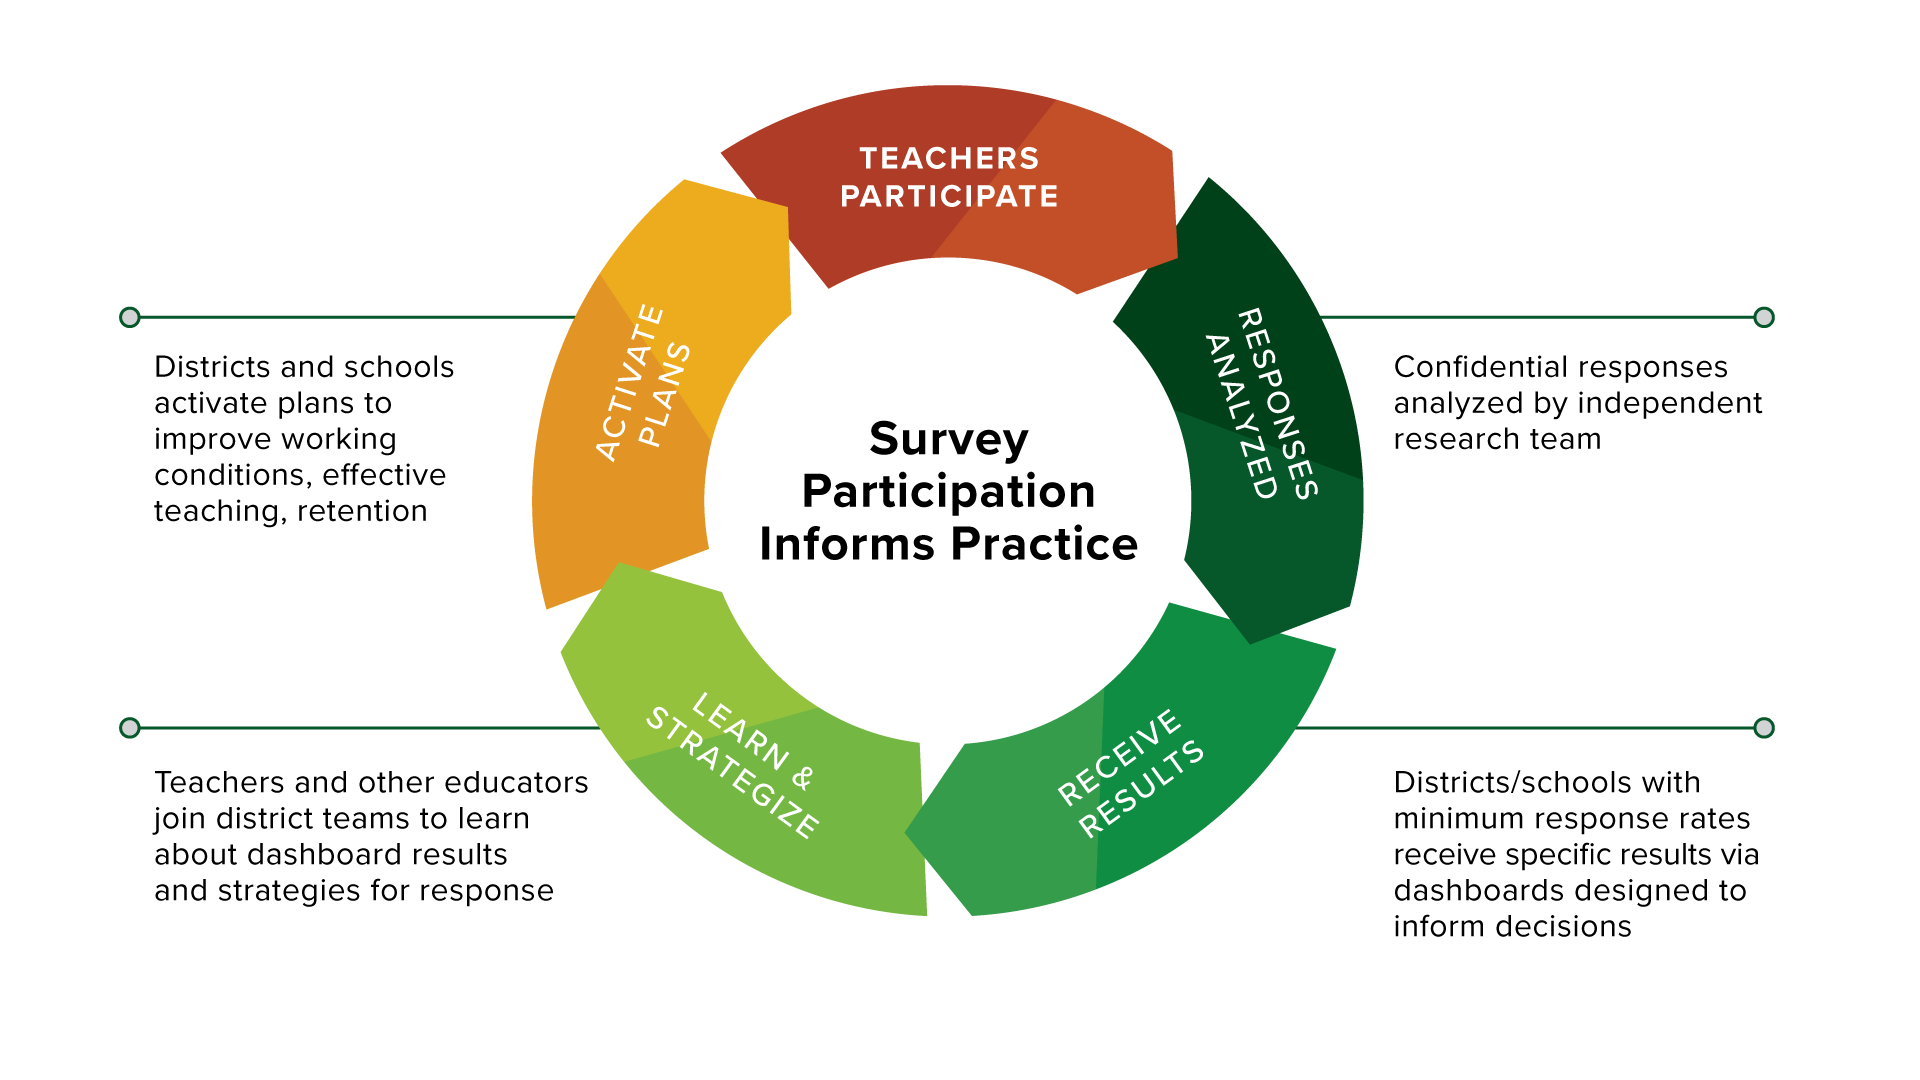 TEACHERS
PARTICIPATE
RESPONSES
ANALYZED
Confidential responses
analyzed by independent
research team
RECEIVE
RESULTS
Districts/schools with
minimum response rates
receive specific results via
dashboards designed to
inform decisions
LEARN &
STRATEGIZE
Teachers and other educators
join district teams to learn
about dashboard results
and strategies for response
ACTIVATE
PLANS
Districts and schools
activate plans to
improve working
conditions, effective
teaching, retention
Survey
Participation
Informs Practice